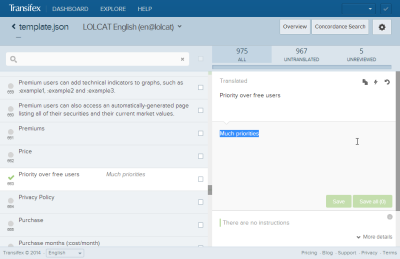 Transifex DASHBOARD EXPLORE HELP
template.json LOLCAT English (en@lolcat)
...
Overview Concordance Search
975 967 5
ALL UNTRANSLATED UNREVIEWED
Premium users can add technical indicators to graphs, such as
:example1, :example2 and :example3.
Premium users can also access an automatically-generated page
listing all of their securities and their current market values.
Premiums
Price
Priority over free users Much priorities
Privacy Policy
Purchase
Purchase months (cost/month)
Translated
Priority over free users
Much priorities
Save Save all
There are no instructions
More details
Transifex © 2014 English
Pricing Blog Support Privacy Terms